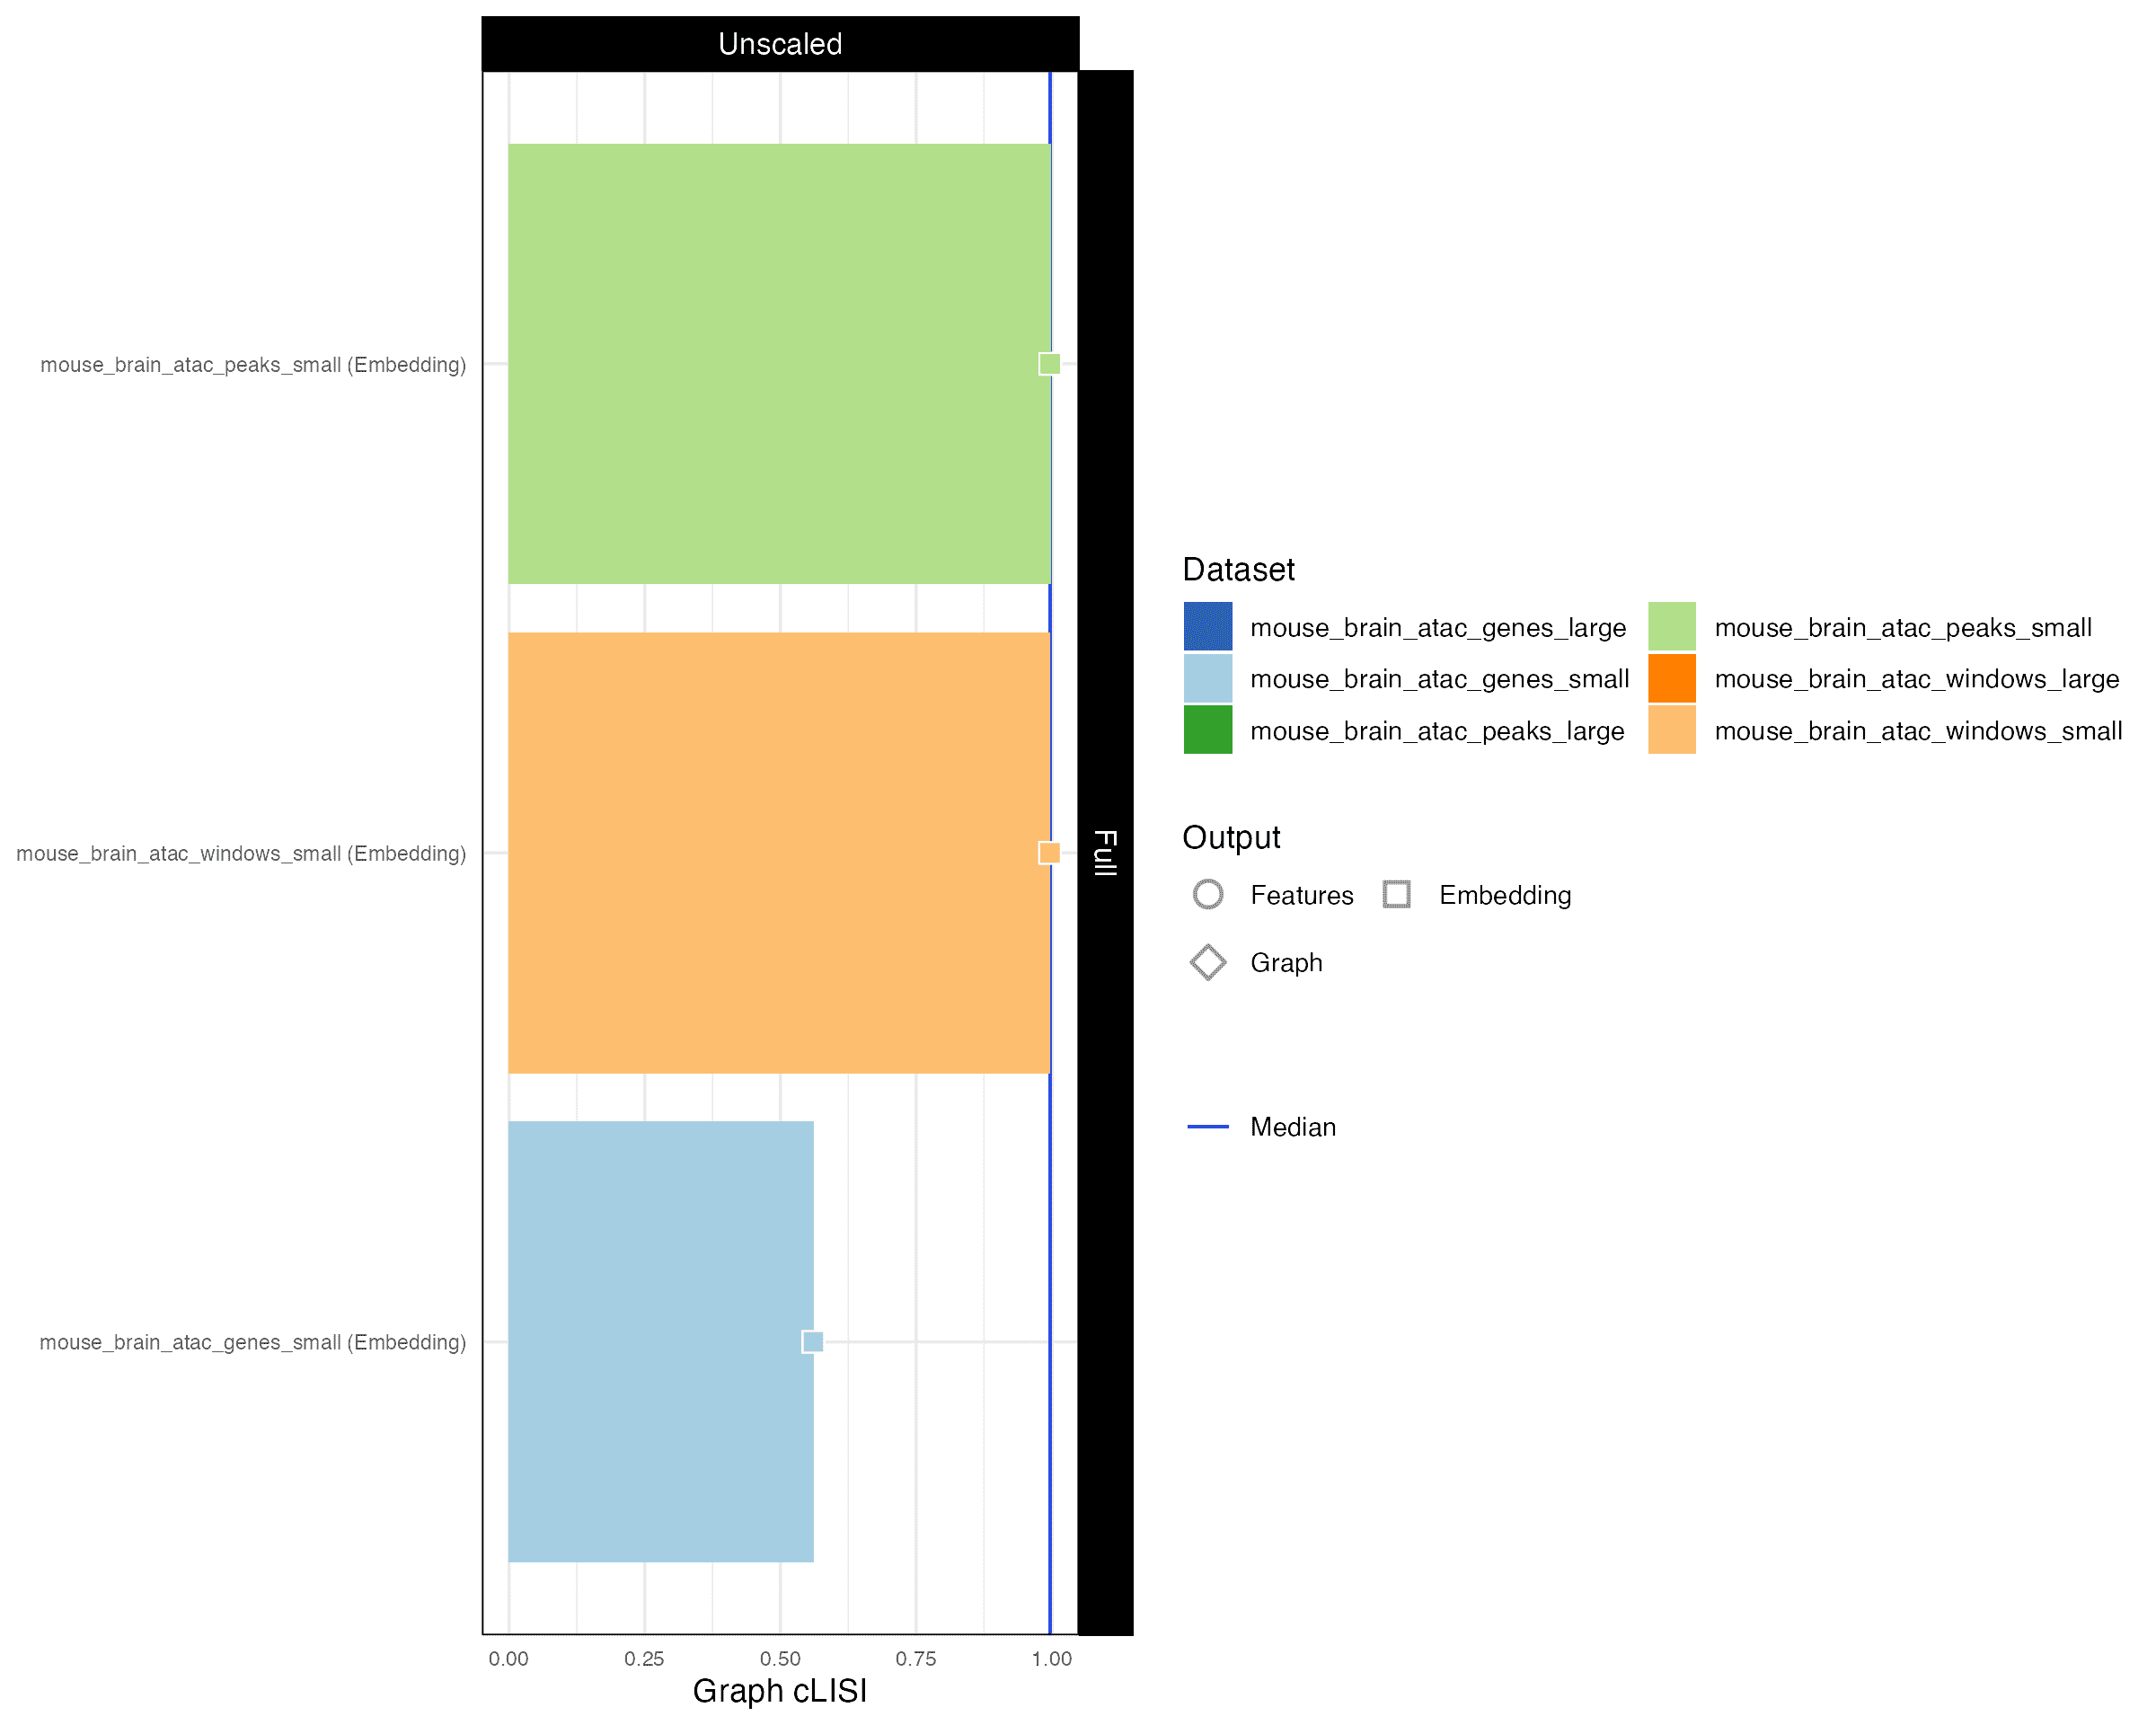 Unscaled
mouse_brain_atac_peaks_small (Embedding)
mouse_brain_atac_windows_small (Embedding)
mouse_brain_atac_genes_small (Embedding)
Full
0.00 0.25 0.50 0.75 1.00
Graph cLISI
Dataset
mouse_brain_atac_genes_large mouse_brain_atac_peaks_small
mouse_brain_atac_genes_small mouse_brain_atac_windows_large
mouse_brain_atac_peaks_large mouse_brain_atac_windows_small
Output
Features Embedding
Graph
Median